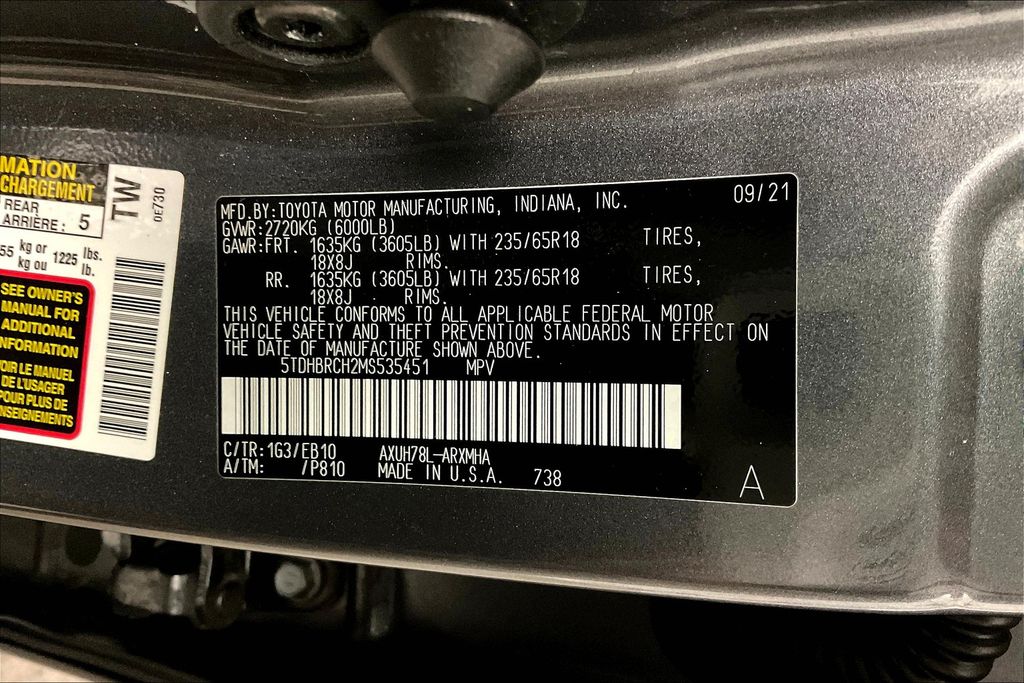 MATION
CHARGEMENT
REAR
ARRIÈRE : 5
TW
0E730
55 kg or 1225 lbs.
kg ou lb.
SEE OWNER'S
MANUAL FOR
ADDITIONAL
INFORMATION
OIR LE MANUEL
DE L'USAGER
POUR PLUS DE
NSEIGNEMENTS
MFD.BY:TOYOTA MOTOR MANUFACTURING, INDIANA, INC. 09/21
GVWR:2720KG (6000LB)
GAWR:FRT. 1635KG (3605LB) WITH 235/65R18 TIRES,
18X8J RIMS.
RR. 1635KG (3605LB) WITH 235/65R18 TIRES,
18X8J RIMS.
THIS VEHICLE CONFORMS TO ALL APPLICABLE FEDERAL MOTOR
VEHICLE SAFETY AND THEFT PREVENTION STANDARDS IN EFFECT ON
THE DATE OF MANUFACTURE SHOWN ABOVE.
5TDHBRCH2MS535451 MPV
C/TR:1G3/EB10 AXUH78L-ARXMHA
A/TM: /P810 MADE IN U.S.A. 738
A